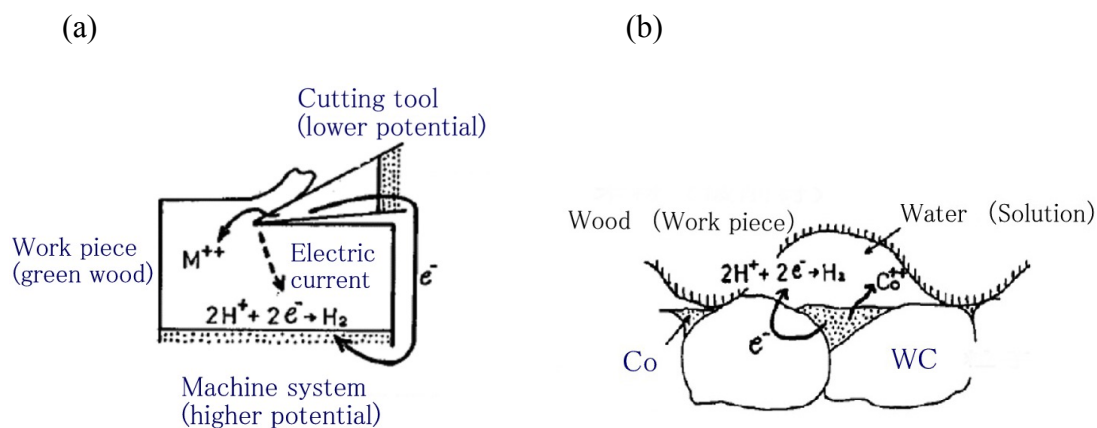 (a)
(b)
Cutting tool
(lower potential)
Work piece
(green wood)
M++
Electric
current
e-
2H+ + 2e- → H2
Machine system
(higher potential)
Wood (Work piece)
Water (Solution)
2H+ + 2e- → H2
Co++
e-
Co
WC